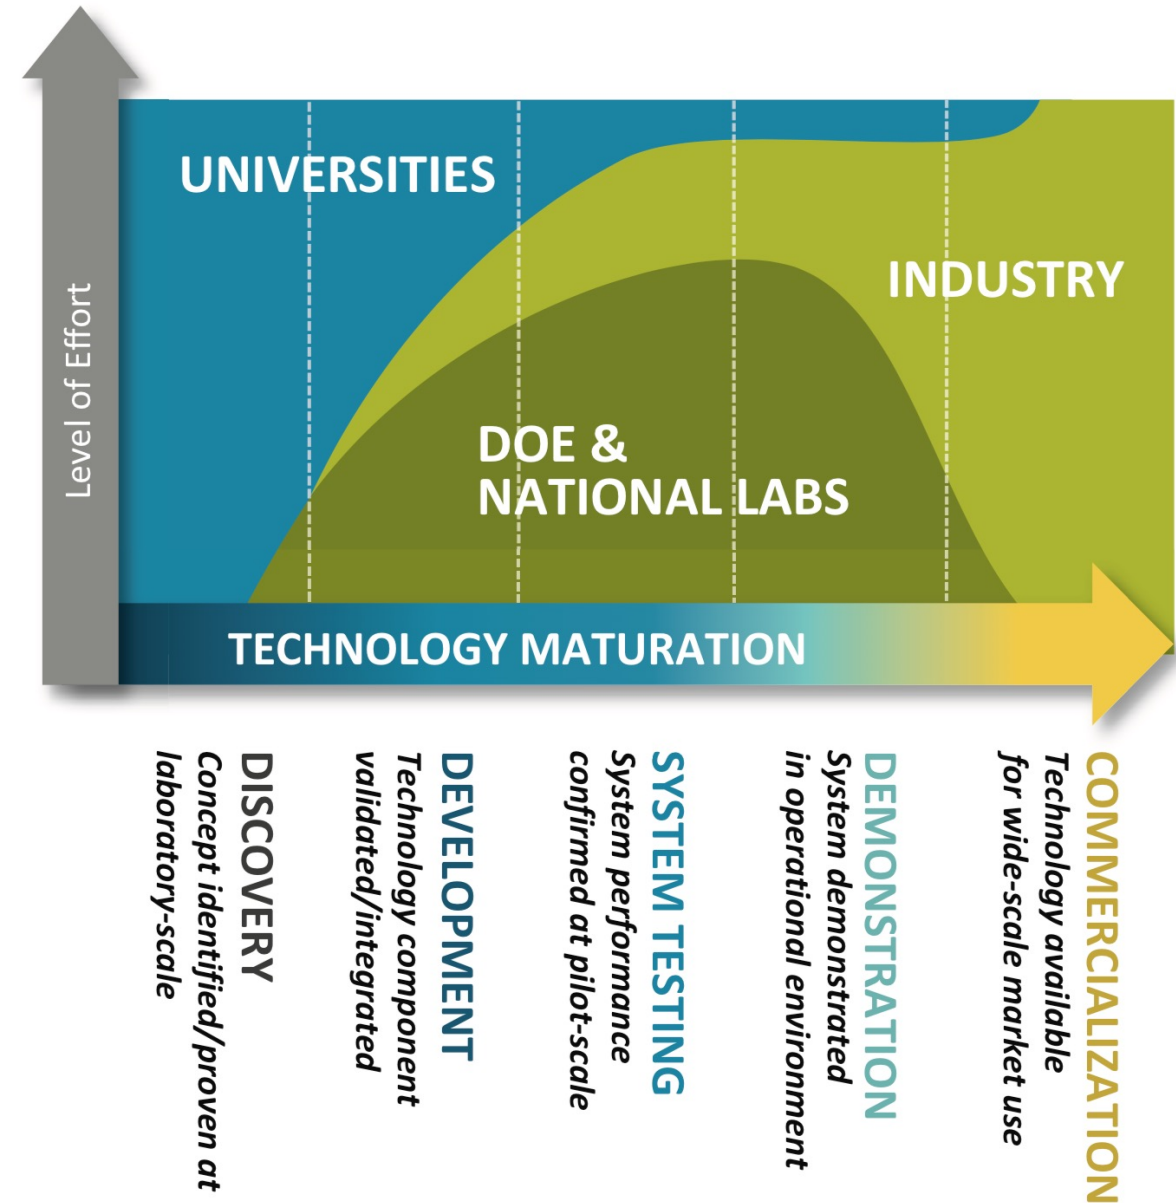 Level of Effort
UNIVERSITIES
INDUSTRY
DOE &
NATIONAL LABS
TECHNOLOGY MATURATION
DISCOVERY
Concept identified/proven at
laboratory-scale
DEVELOPMENT
Technology component
validated/integrated
SYSTEM TESTING
System performance
confirmed at pilot-scale
DEMONSTRATION
System demonstrated
in operational environment
COMMERCIALIZATION
Technology available
for wide-scale market use